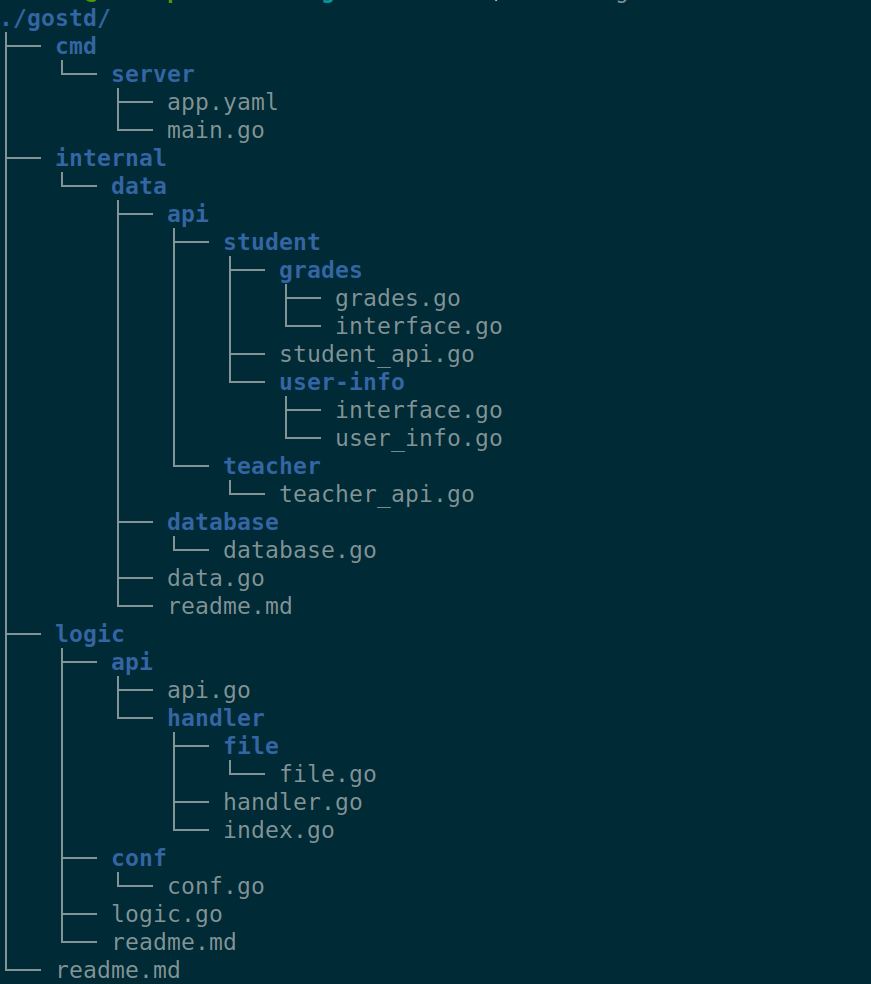 ./gostd/
├── cmd
│   └── server
│       ├── app.yaml
│       └── main.go
├── internal
│   └── data
│       ├── api
│       │   ├── student
│       │   │   ├── grades
│       │   │   │   ├── grades.go
│       │   │   │   └── interface.go
│       │   │   ├── student_api.go
│       │   │   └── user-info
│       │   │       ├── interface.go
│       │   │       └── user_info.go
│       │   └── teacher
│       │       └── teacher_api.go
│       ├── database
│       │   └── database.go
│       ├── data.go
│       └── readme.md
├── logic
│   ├── api
│   │   ├── api.go
│   │   └── handler
│   │       ├── file
│   │       │   └── file.go
│   │       ├── handler.go
│   │       └── index.go
│   ├── conf
│   │   └── conf.go
│   ├── logic.go
│   └── readme.md
└── readme.md